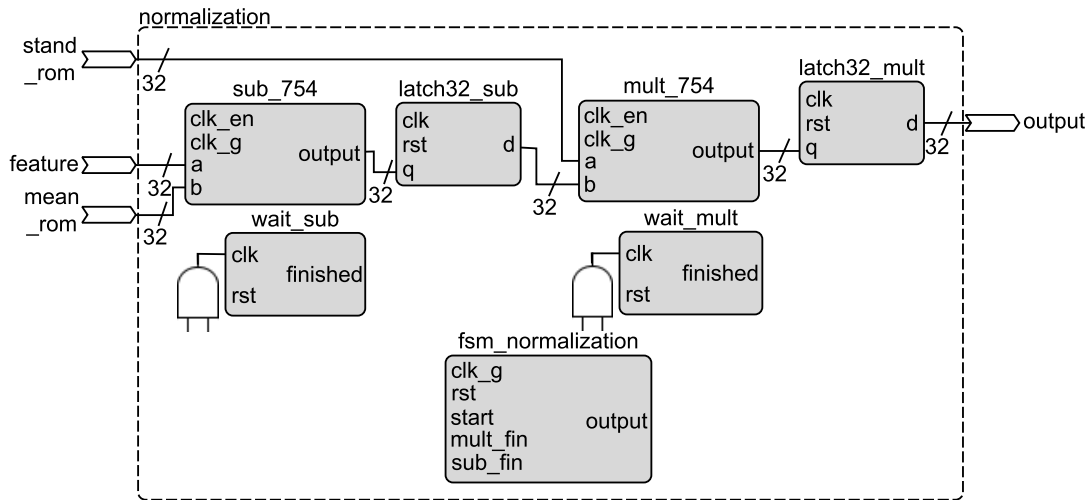 normalization
stand
_rom
32
sub_754
clk_en
clk_g
a
b
output
latch32_sub
clk
rst
q
d
mult_754
clk_en
clk_g
a
b
output
latch32_mult
clk
rst
q
d
output
feature
32
mean
_rom
32
32
32
32
32
wait_sub
clk
rst
finished
wait_mult
clk
rst
finished
fsm_normalization
clk_g
rst
start
mult_fin
sub_fin
output